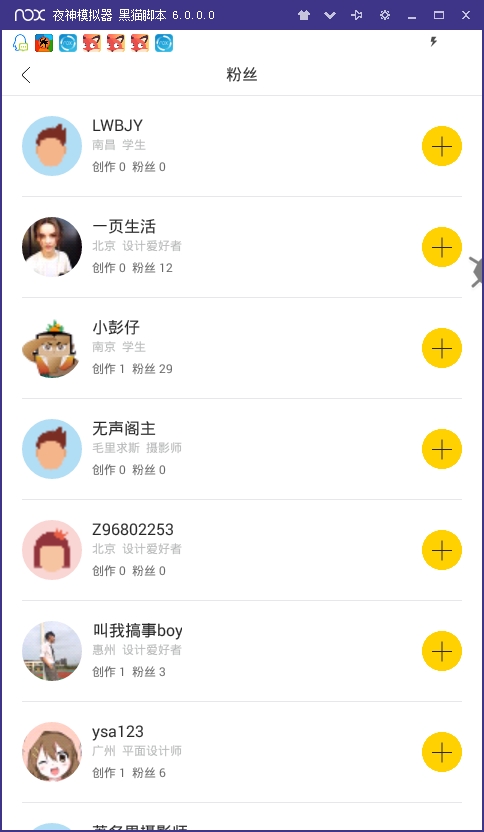 nox 夜神模拟器 黑猫脚本 6.0.0.0
粉丝
LWBJY
南昌 学生
创作 0 粉丝 0
一页生活
北京 设计爱好者
创作 0 粉丝 12
小彭仔
南京 学生
创作 1 粉丝 29
无声阁主
毛里求斯 摄影师
创作 0 粉丝 0
Z96802253
北京 设计爱好者
创作 0 粉丝 0
叫我搞事boy
惠州 设计爱好者
创作 1 粉丝 3
ysa123
广州 平面设计师
创作 1 粉丝 6